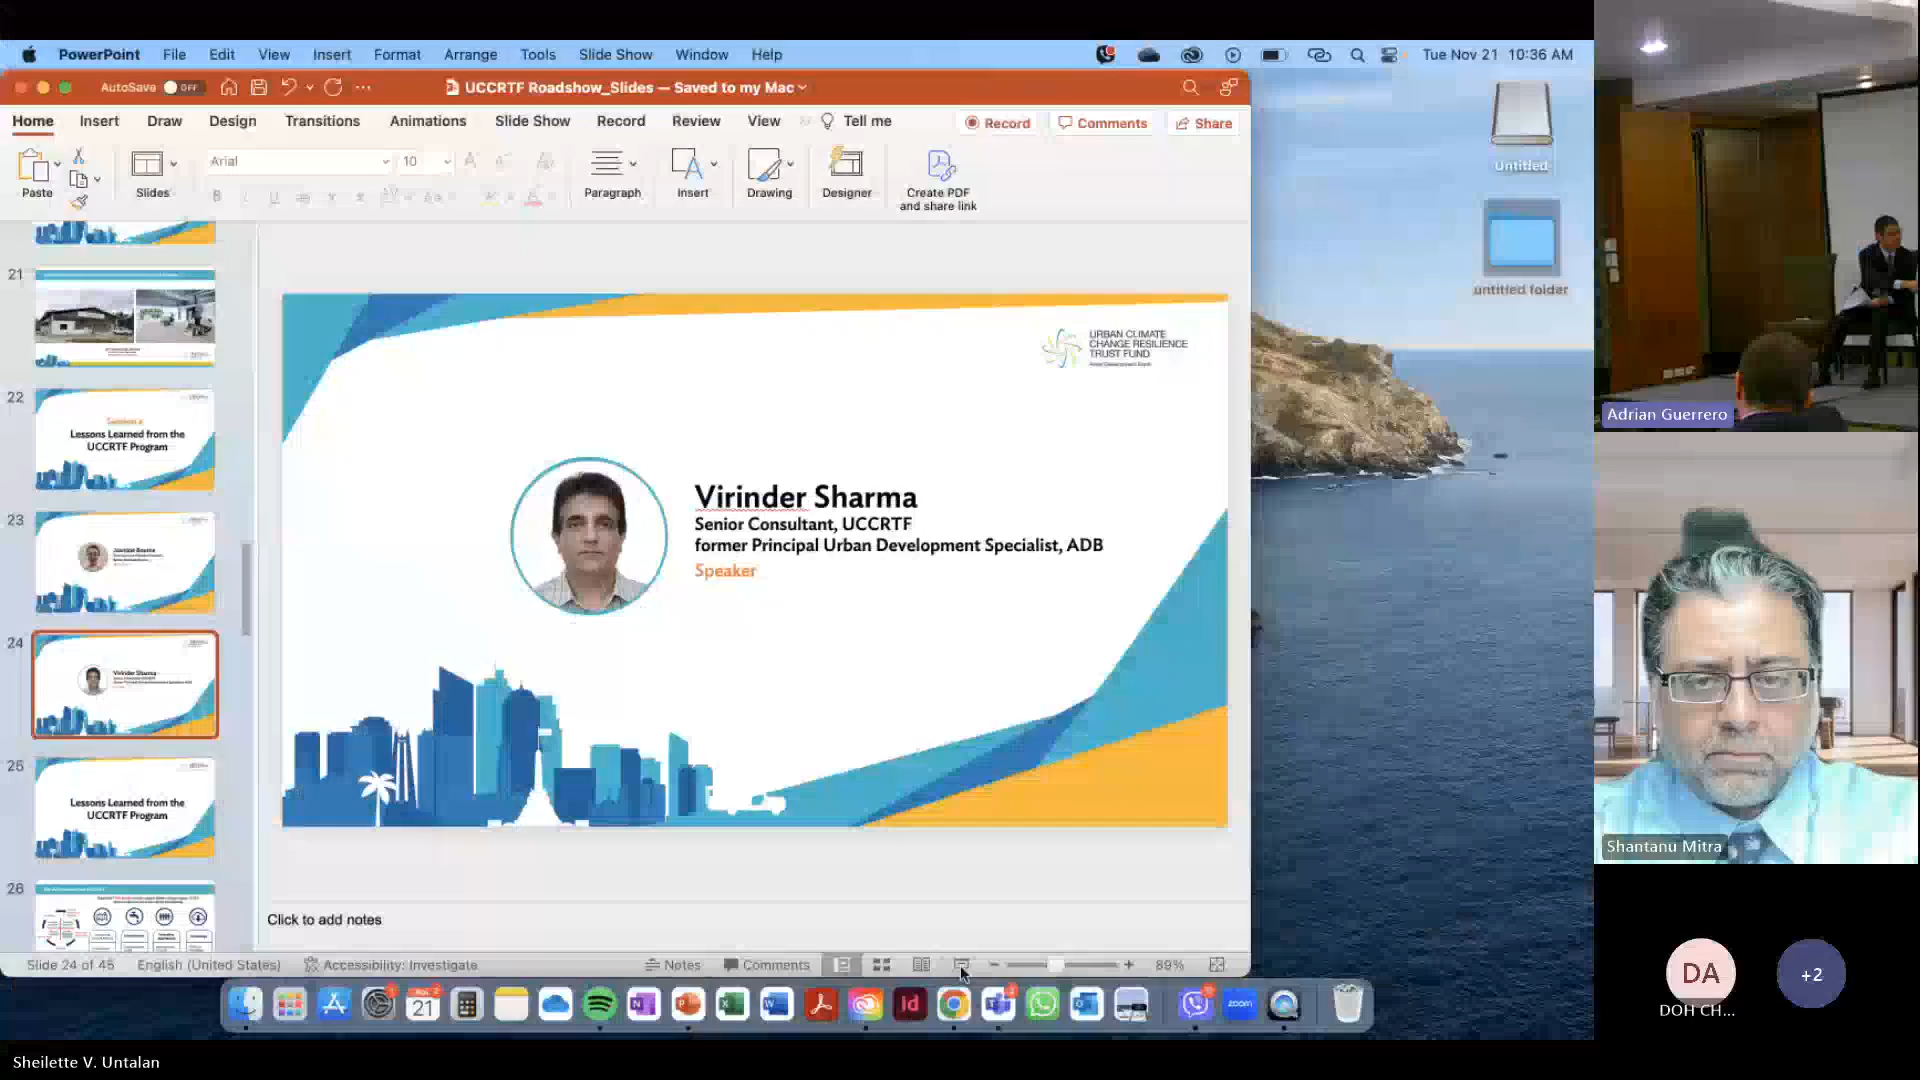 PowerPoint File Edit View Insert Format Arrange Tools Slide Show Window Help
Tue Nov 21 10:36 AM
AutoSave OFF
UCCRTF Roadshow_Slides — Saved to my Mac
Home Insert Draw Design Transitions Animations Slide Show Record Review View Tell me
Record Comments Share
Arial 10
Paste Slides Paragraph Insert Drawing Designer Create PDF
and share link
Untitled
untitled folder
21
22
Lessons Learned from the
UCCRTF Program
23
24
Virinder Sharma
25
Lessons Learned from the
UCCRTF Program
26
URBAN CLIMATE
CHANGE RESILIENCE
TRUST FUND
Virinder Sharma
Senior Consultant, UCCRTF
former Principal Urban Development Specialist, ADB
Speaker
Click to add notes
Slide 24 of 45 English (United States) Accessibility: Investigate Notes Comments 89%
21
Id
zoom
Adrian Guerrero
Shantanu Mitra
DA
DOH CH...
+2
Sheilette V. Untalan